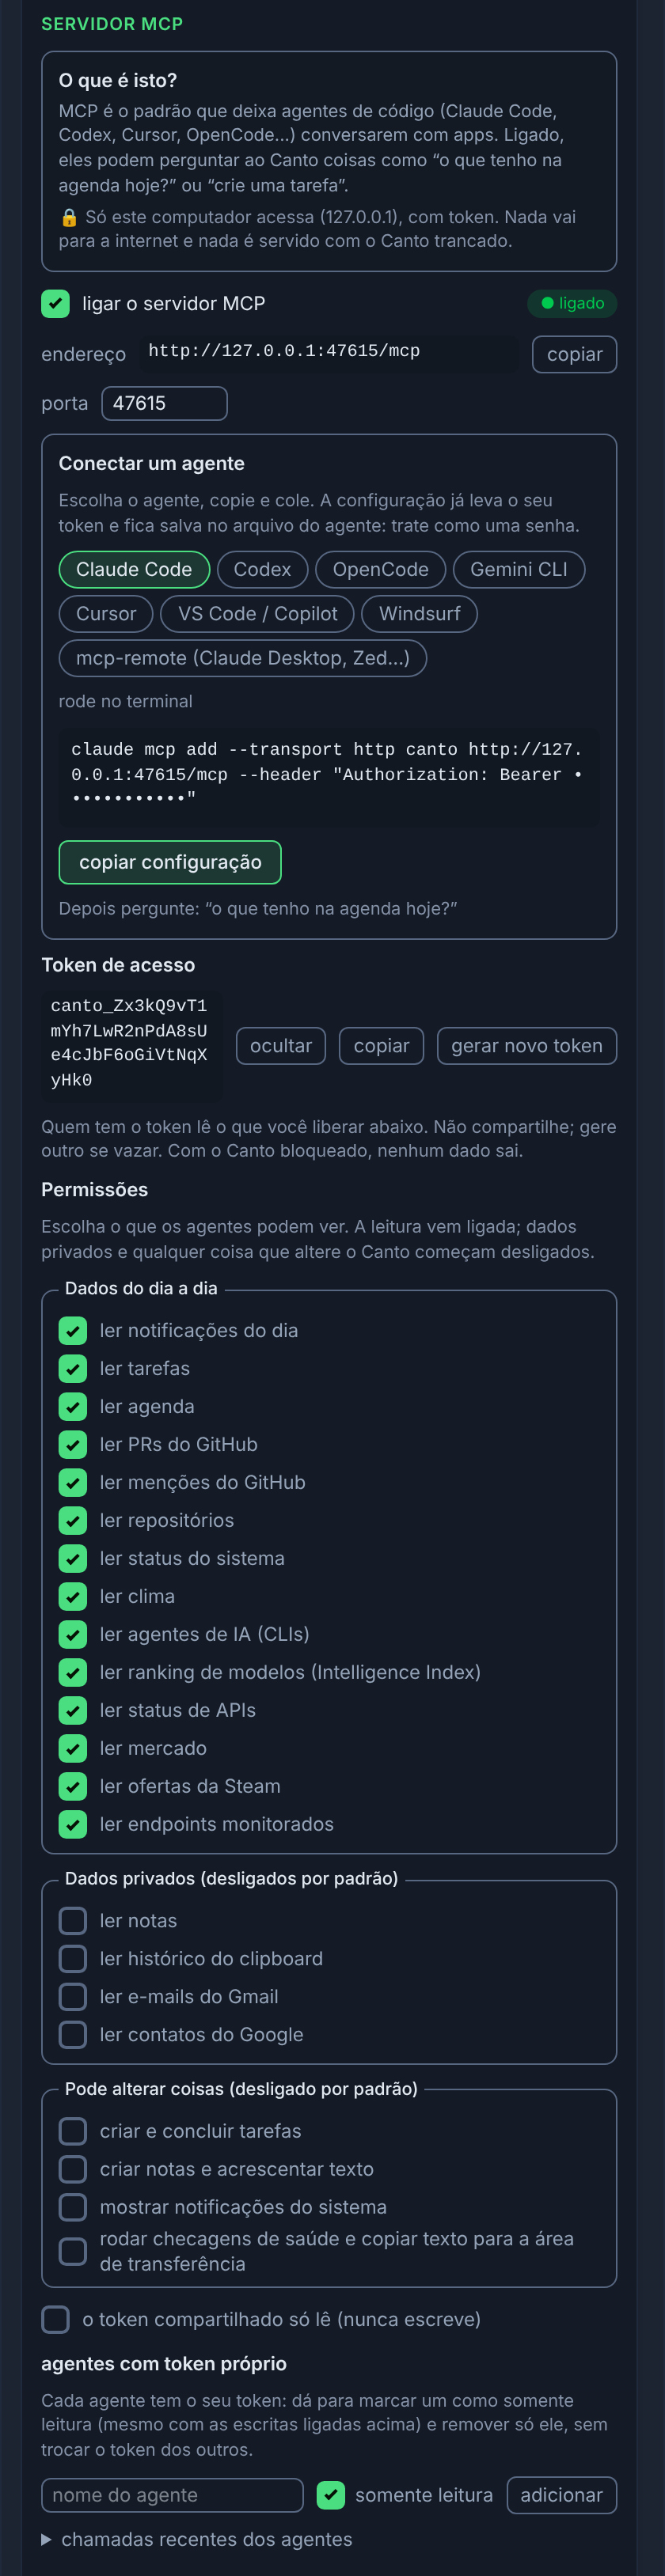 SERVIDOR MCP
O que é isto?
MCP é o padrão que deixa agentes de código (Claude Code,
Codex, Cursor, OpenCode...) conversarem com apps. Ligado,
eles podem perguntar ao Canto coisas como “o que tenho na
agenda hoje?” ou “crie uma tarefa”.
🔒 Só este computador acessa (127.0.0.1), com token. Nada vai
para a internet e nada é servido com o Canto trancado.
ligar o servidor MCP
ligado
endereço
http://127.0.0.1:47615/mcp
copiar
porta
47615
Conectar um agente
Escolha o agente, copie e cole. A configuração já leva o seu
token e fica salva no arquivo do agente: trate como uma senha.
Claude Code
Codex
OpenCode
Gemini CLI
Cursor
VS Code / Copilot
Windsurf
mcp-remote (Claude Desktop, Zed...)
rode no terminal
claude mcp add --transport http canto http://127.
0.0.1:47615/mcp --header "Authorization: Bearer •
•••••••••••"
copiar configuração
Depois pergunte: “o que tenho na agenda hoje?”
Token de acesso
canto_Zx3kQ9vT1
mYh7LwR2nPdA8sU
e4cJbF6oGiVtNqX
yHk0
ocultar
copiar
gerar novo token
Quem tem o token lê o que você liberar abaixo. Não compartilhe; gere
outro se vazar. Com o Canto bloqueado, nenhum dado sai.
Permissões
Escolha o que os agentes podem ver. A leitura vem ligada; dados
privados e qualquer coisa que altere o Canto começam desligados.
Dados do dia a dia
ler notificações do dia
ler tarefas
ler agenda
ler PRs do GitHub
ler menções do GitHub
ler repositórios
ler status do sistema
ler clima
ler agentes de IA (CLIs)
ler ranking de modelos (Intelligence Index)
ler status de APIs
ler mercado
ler ofertas da Steam
ler endpoints monitorados
Dados privados (desligados por padrão)
ler notas
ler histórico do clipboard
ler e-mails do Gmail
ler contatos do Google
Pode alterar coisas (desligado por padrão)
criar e concluir tarefas
criar notas e acrescentar texto
mostrar notificações do sistema
rodar checagens de saúde e copiar texto para a área
de transferência
o token compartilhado só lê (nunca escreve)
agentes com token próprio
Cada agente tem o seu token: dá para marcar um como somente
leitura (mesmo com as escritas ligadas acima) e remover só ele, sem
trocar o token dos outros.
nome do agente
somente leitura
adicionar
chamadas recentes dos agentes